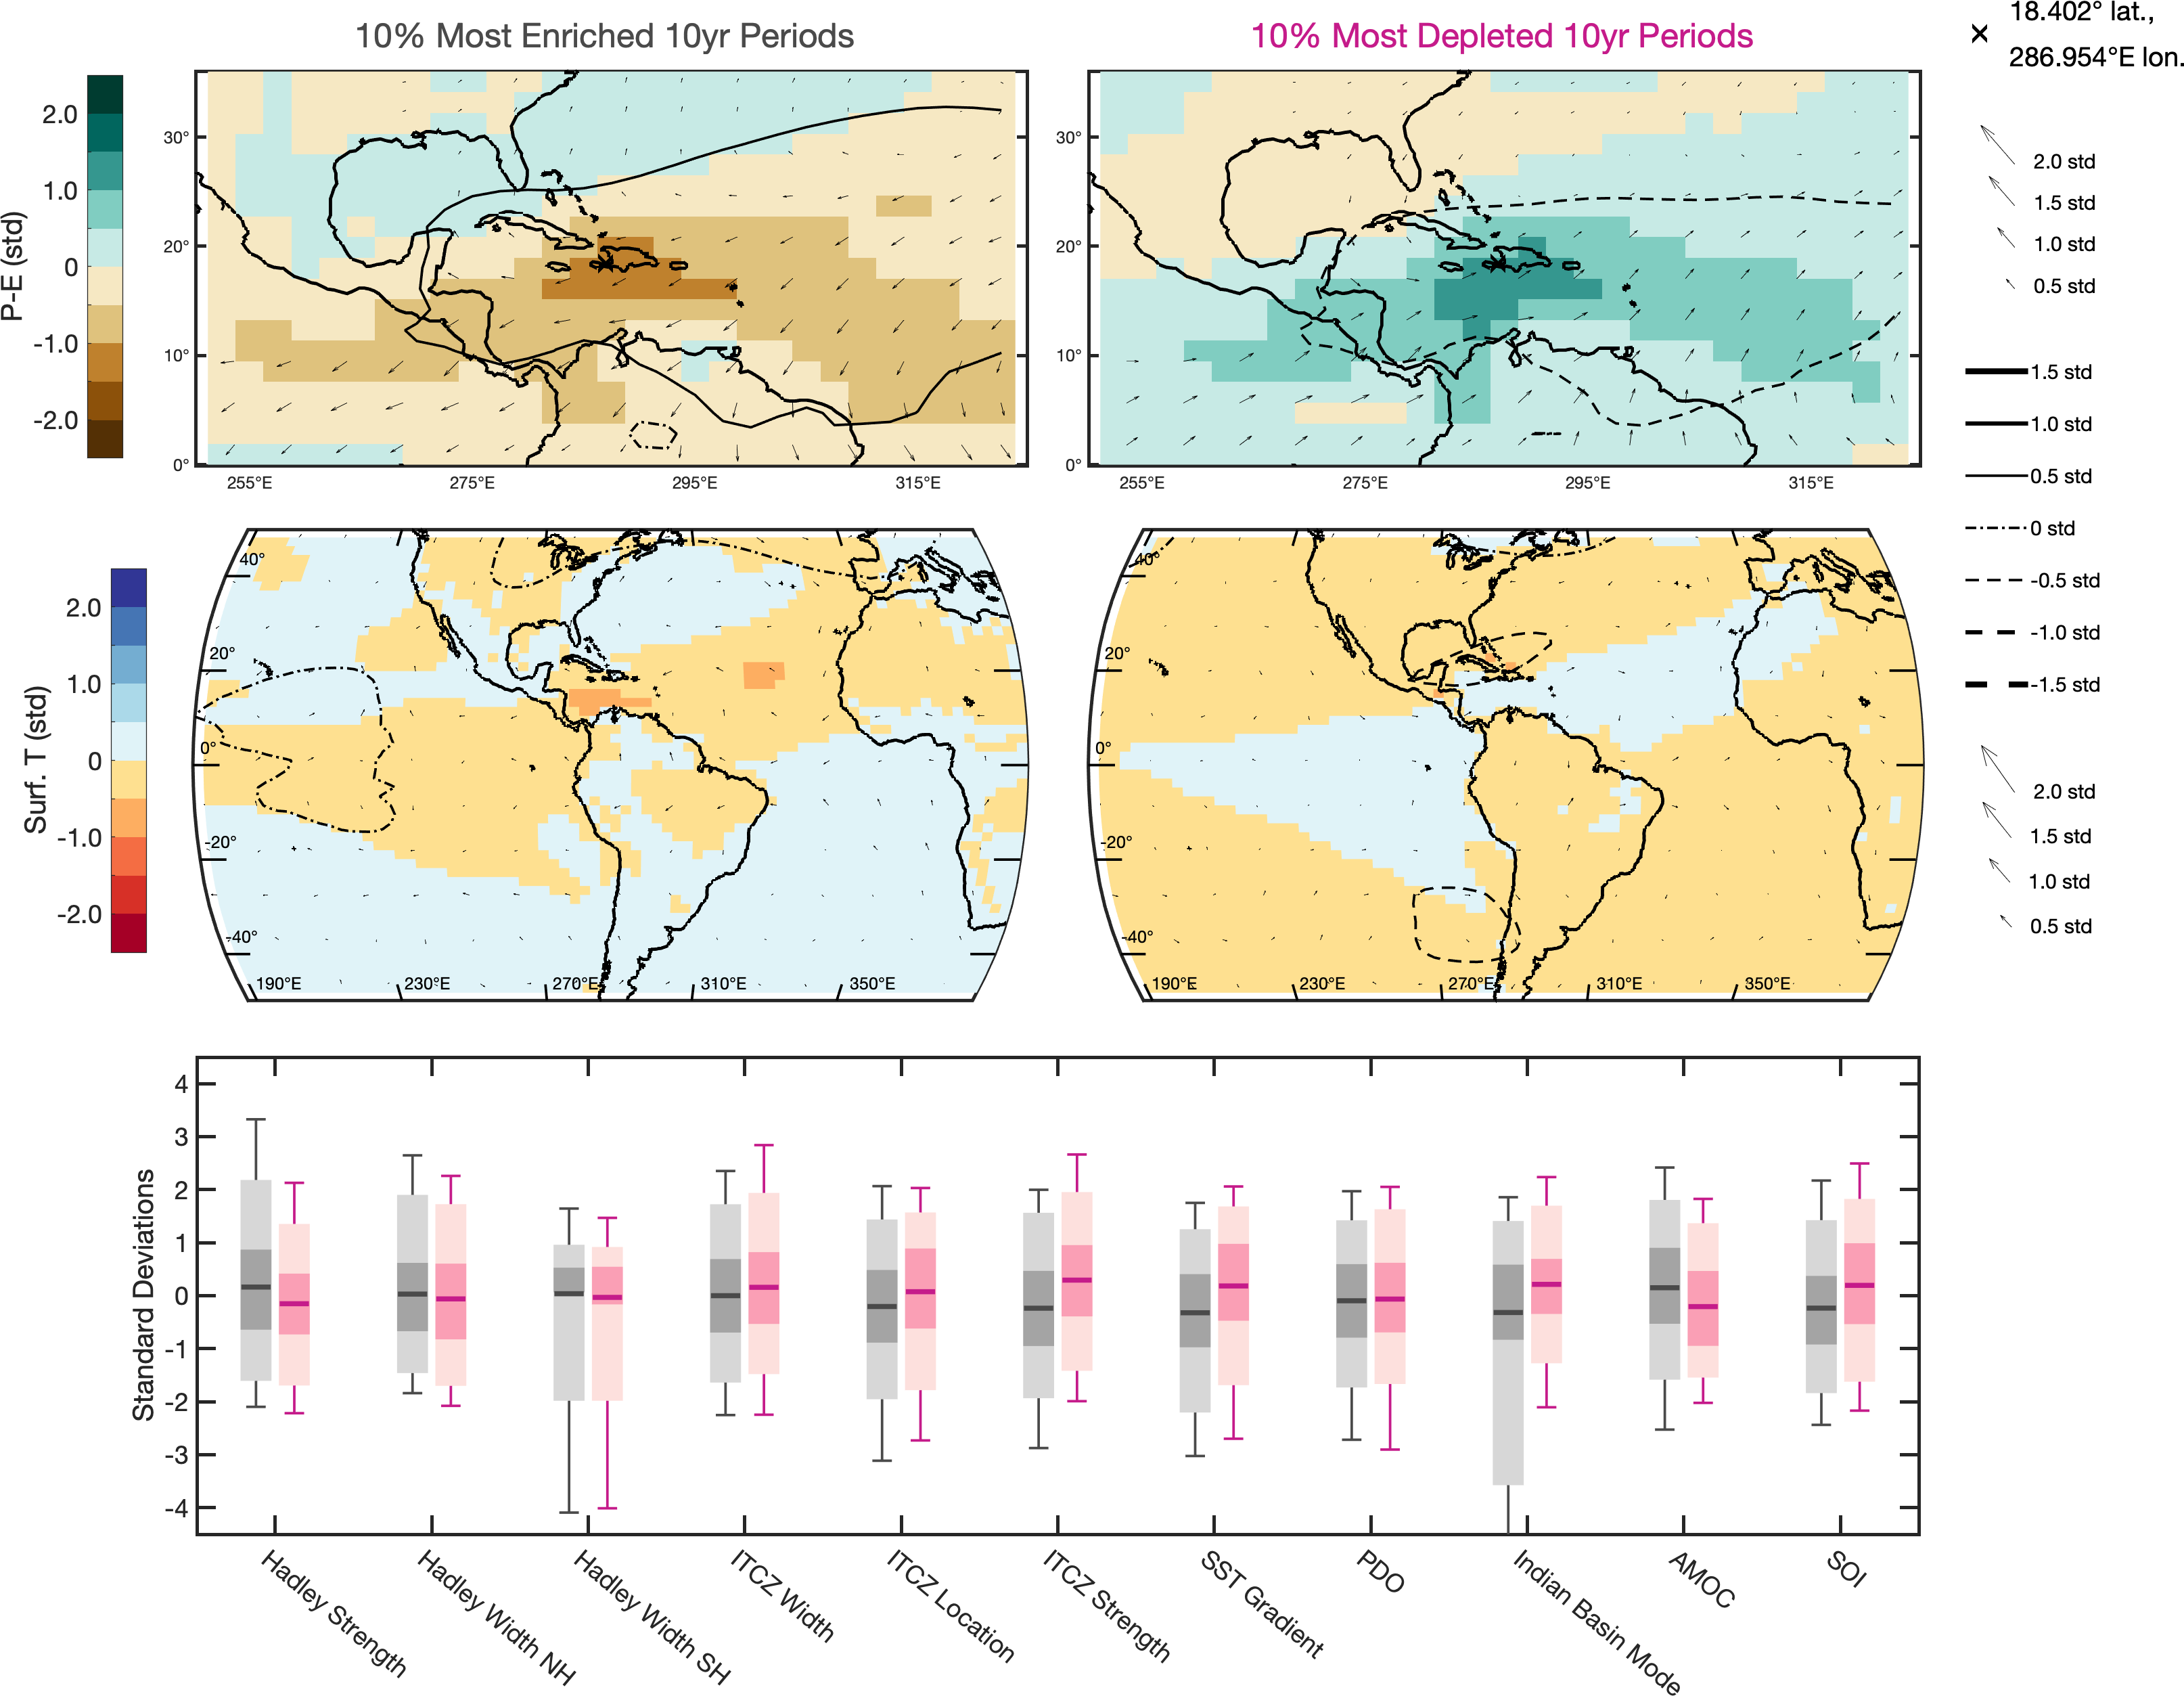 10% Most Enriched 10yr Periods
10% Most Depleted 10yr Periods
18.402° lat.,
286.954°E lon.
P-E (std)
2.0
1.0
0
-1.0
-2.0
30°
20°
10°
0°
255°E
275°E
295°E
315°E
30°
20°
10°
0°
255°E
275°E
295°E
315°E
2.0 std
1.5 std
1.0 std
0.5 std
1.5 std
1.0 std
0.5 std
0 std
-0.5 std
-1.0 std
-1.5 std
Surf. T (std)
2.0
1.0
0
-1.0
-2.0
40°
20°
0°
-20°
-40°
190°E
230°E
270°E
310°E
350°E
40°
20°
0°
-20°
-40°
190°E
230°E
270°E
310°E
350°E
2.0 std
1.5 std
1.0 std
0.5 std
Standard Deviations
4
3
2
1
0
-1
-2
-3
-4
Hadley Strength
Hadley Width NH
Hadley Width SH
ITCZ Width
ITCZ Location
ITCZ Strength
SST Gradient
PDO
Indian Basin Mode
AMOC
SOI